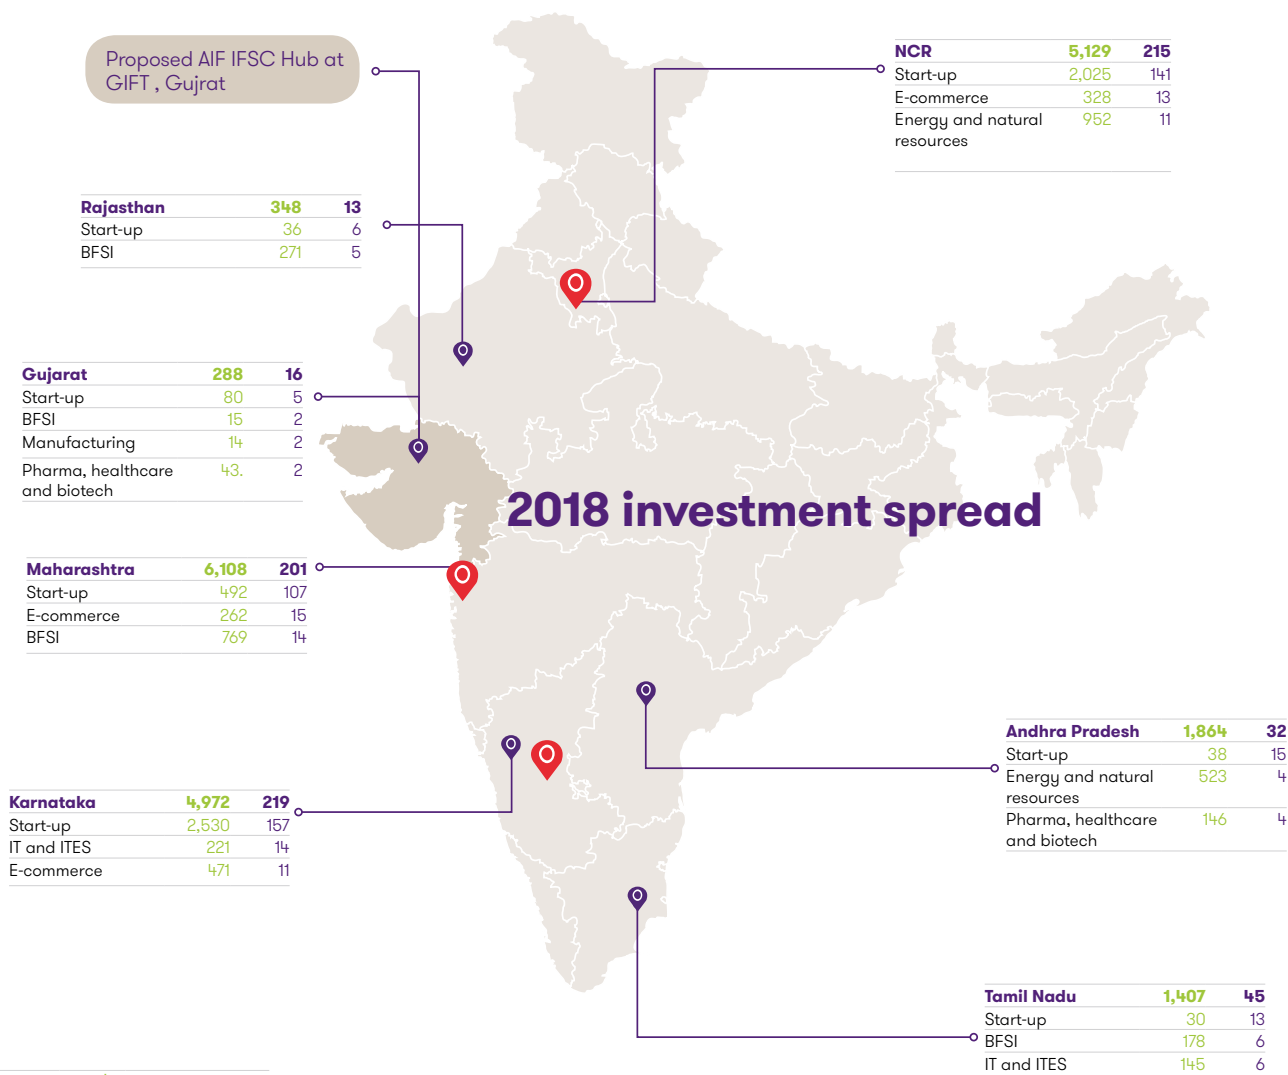 Proposed AIF IFSC Hub at
GIFT , Gujrat
NCR 5,129 215
Start-up 2,025 141
E-commerce 328 13
Energy and natural 952 11
resources
Rajasthan 348 13
Start-up 36 6
BFSI 271 5
Gujarat 288 16
Start-up 80 5
BFSI 15 2
Manufacturing 14 2
Pharma, healthcare 43. 2
and biotech
2018 investment spread
Maharashtra 6,108 201
Start-up 492 107
E-commerce 262 15
BFSI 769 14
Andhra Pradesh 1,864 32
Start-up 38 15
Energy and natural 523 4
resources
Pharma, healthcare 146 4
and biotech
Karnataka 4,972 219
Start-up 2,530 157
IT and ITES 221 14
E-commerce 471 11
Tamil Nadu 1,407 45
Start-up 30 13
BFSI 178 6
IT and ITES 145 6